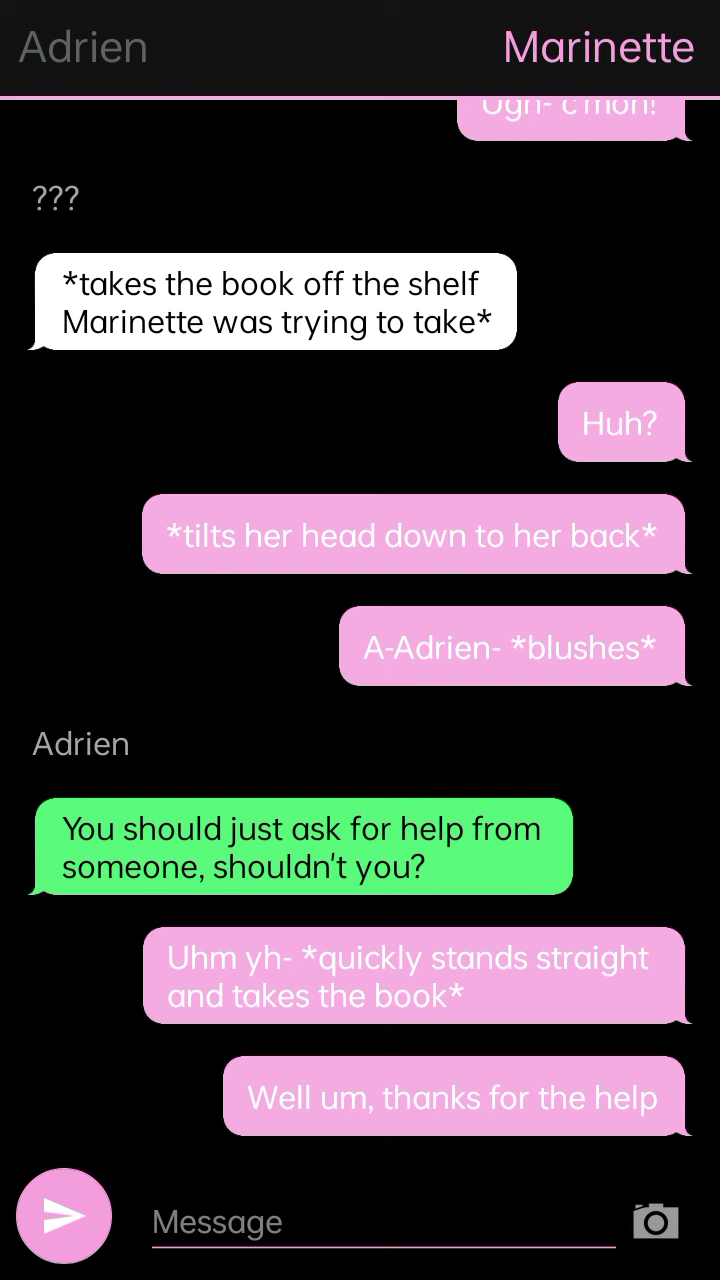 Adrien
Marinette
Ugh- c'mon!
???
*takes the book off the shelf
Marinette was trying to take*
Huh?
*tilts her head down to her back*
A-Adrien- *blushes*
Adrien
You should just ask for help from
someone, shouldn't you?
Uhm yh- *quickly stands straight
and takes the book*
Well um, thanks for the help
Message